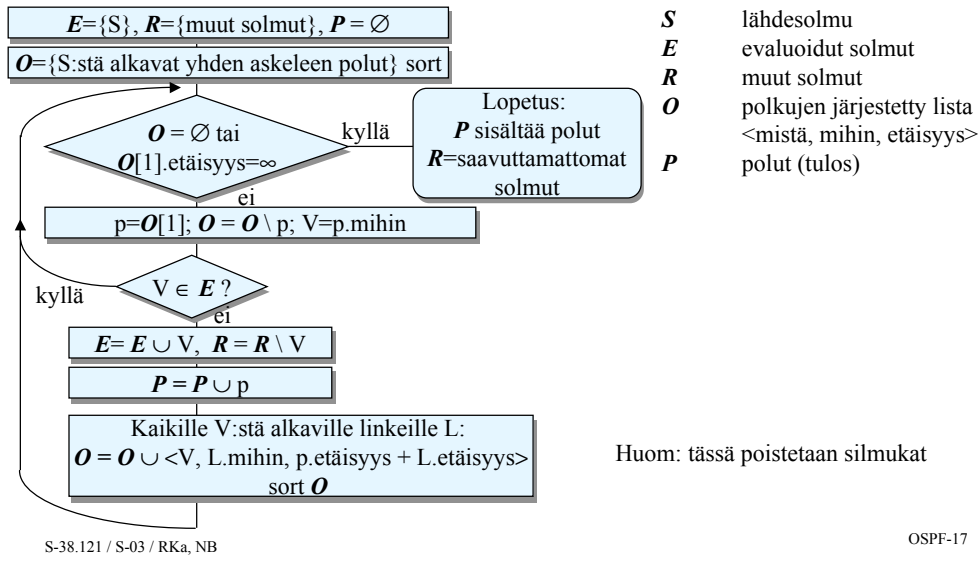 E={S}, R={muut solmut}, P = ∅
O={S:stä alkavat yhden askeleen polut} sort
O = ∅ tai
O[1].etäisyys=∞
kyllä
Lopetus:
P sisältää polut
R=saavuttamattomat
solmut
ei
p=O[1]; O = O \ p; V=p.mihin
V ∈ E ?
kyllä
ei
E= E ∪ V, R = R \ V
P = P ∪ p
Kaikille V:stä alkaville linkeille L:
O = O ∪ <V, L.mihin, p.etäisyys + L.etäisyys>
sort O
S lähdesolmu
E evaluoidut solmut
R muut solmut
O polkujen järjestetty lista
<mistä, mihin, etäisyys>
P polut (tulos)
Huom: tässä poistetaan silmukat
S-38.121 / S-03 / RKa, NB
OSPF-17